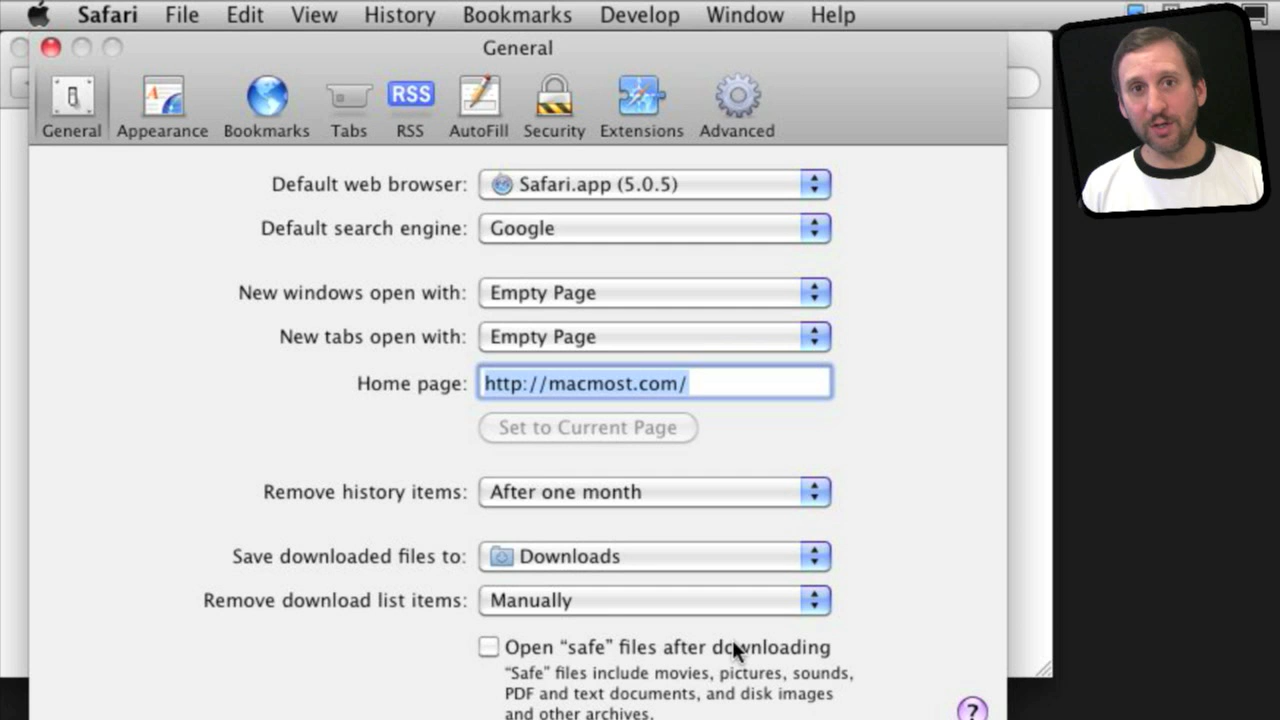 Safari File Edit View History Bookmarks Develop Window Help
General
General Appearance Bookmarks Tabs RSS RSS AutoFill Security Extensions Advanced
Default web browser: Safari.app (5.0.5)
Default search engine: Google
New windows open with: Empty Page
New tabs open with: Empty Page
Home page: http://macmost.com/
Set to Current Page
Remove history items: After one month
Save downloaded files to: Downloads
Remove download list items: Manually
Open “safe” files after downloading
“Safe” files include movies, pictures, sounds,
PDF and text documents, and disk images
and other archives.
?